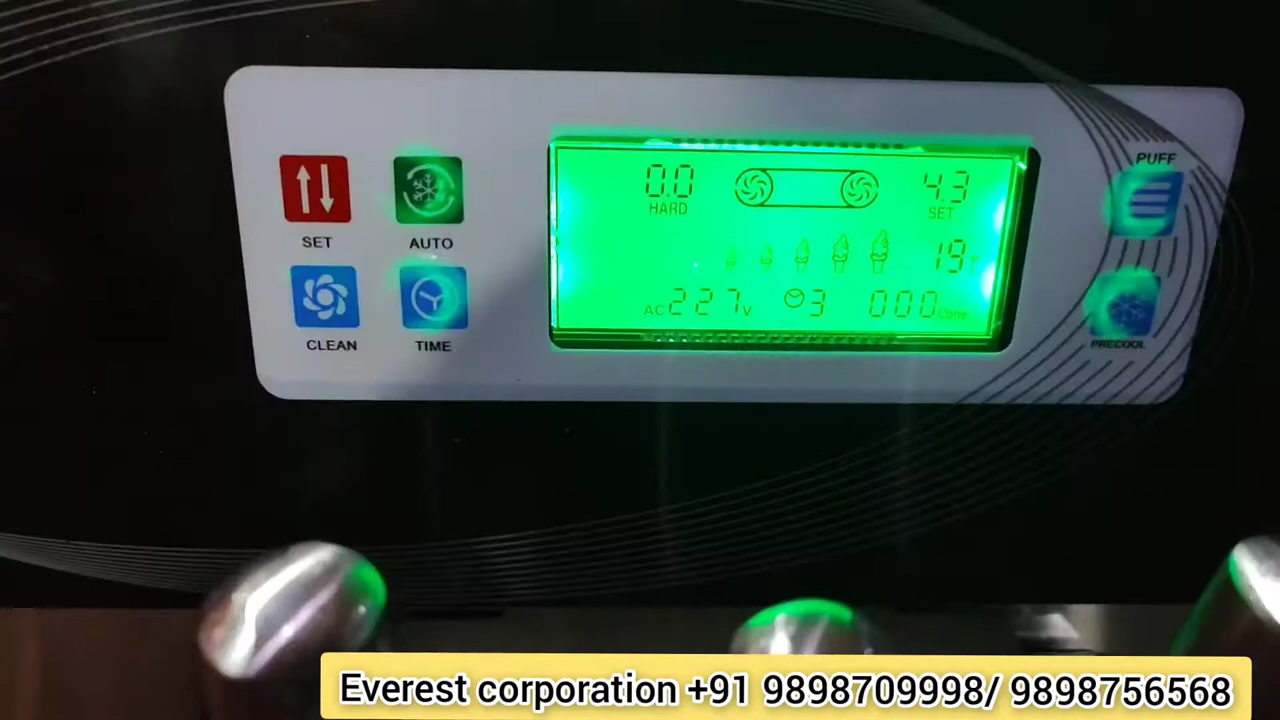 PUFF
0.0
4.3
HARD
SET
SET
AUTO
19
AC 227V
3
000 Cone
CLEAN
TIME
PRECOOL
Everest corporation +91 9898709998/ 9898756568